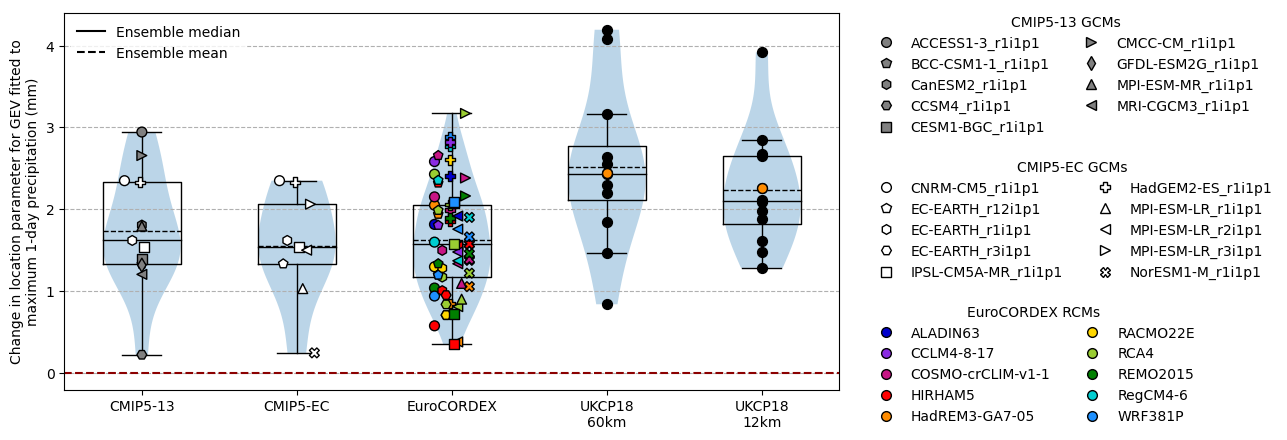 Change in location parameter for GEV fitted to
maximum 1-day precipitation (mm)
4
3
2
1
0
Ensemble median
Ensemble mean
CMIP5-13
CMIP5-EC
EuroCORDEX
UKCP18
60km
UKCP18
12km
CMIP5-13 GCMs
ACCESS1-3_r1i1p1
BCC-CSM1-1_r1i1p1
CanESM2_r1i1p1
CCSM4_r1i1p1
CESM1-BGC_r1i1p1
CMCC-CM_r1i1p1
GFDL-ESM2G_r1i1p1
MPI-ESM-MR_r1i1p1
MRI-CGCM3_r1i1p1
CMIP5-EC GCMs
CNRM-CM5_r1i1p1
EC-EARTH_r12i1p1
EC-EARTH_r1i1p1
EC-EARTH_r3i1p1
IPSL-CM5A-MR_r1i1p1
HadGEM2-ES_r1i1p1
MPI-ESM-LR_r1i1p1
MPI-ESM-LR_r2i1p1
MPI-ESM-LR_r3i1p1
NorESM1-M_r1i1p1
EuroCORDEX RCMs
ALADIN63
CCLM4-8-17
COSMO-crCLIM-v1-1
HIRHAM5
HadREM3-GA7-05
RACMO22E
RCA4
REMO2015
RegCM4-6
WRF381P